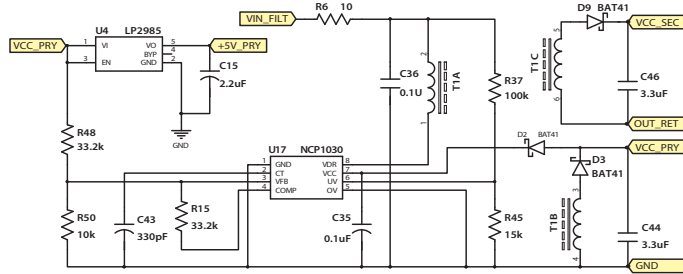 VIN_FILT
R6 10
D9 BAT41
VCC_SEC
U4 LP2985
VCC_PRY
1 VI VO 5
BYP 4
3 EN GND 2
+5V_PRY
C15
2.2uF
GND
C36
0.1U
2
T1A
1
R37
100k
T1C
5
6
C46
3.3uF
OUT_RET
R48
33.2k
U17 NCP1030
1 GND VDR 8
2 CT VCC 7
3 VFB UV 6
4 COMP OV 5
D2 BAT41
VCC_PRY
D3
BAT41
R50
10k
C43
330pF
R15
33.2k
C35
0.1uF
R45
15k
3
T1B
4
C44
3.3uF
GND